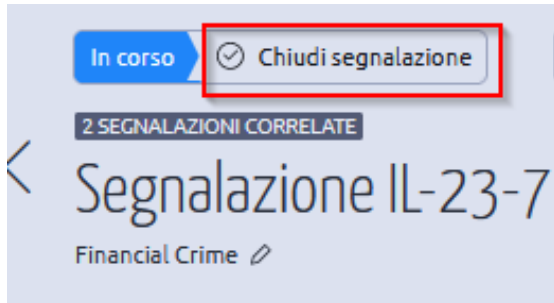 In corso Chiudi segnalazione
2 SEGNALAZIONI CORRELATE
Segnalazione IL-23-7
Financial Crime